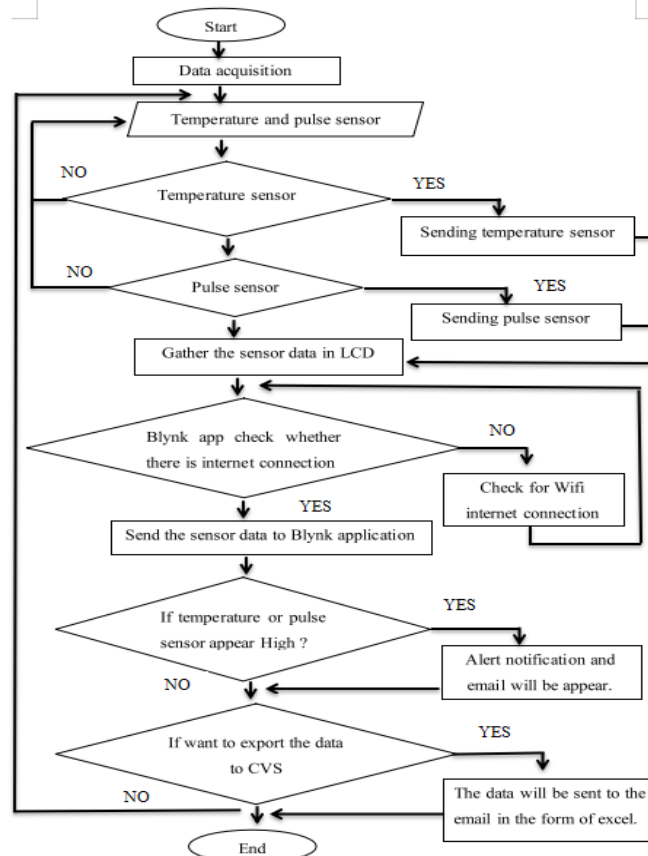 Start
Data acquisition
Temperature and pulse sensor
NO
YES
Temperature sensor
Sending temperature sensor
NO
YES
Pulse sensor
Sending pulse sensor
Gather the sensor data in LCD
Blynk app check whether
there is internet connection
NO
Check for Wifi
internet connection
YES
Send the sensor data to Blynk application
If temperature or pulse
sensor appear High ?
YES
Alert notification and
email will be appear.
NO
If want to export the data
to CVS
YES
The data will be sent to the
email in the form of excel.
NO
End